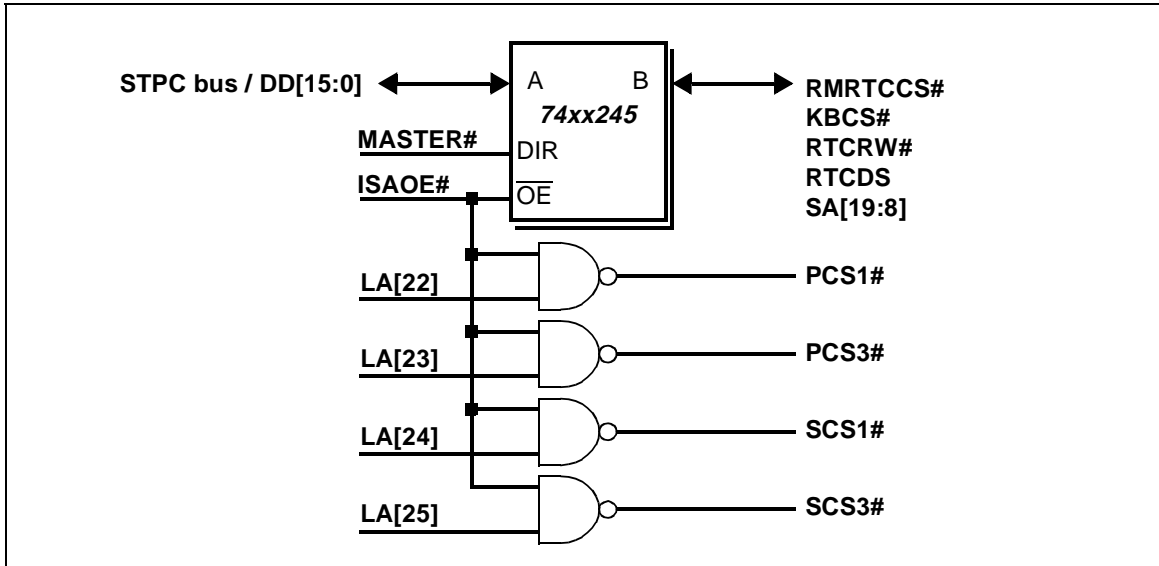 STPC bus / DD[15:0]
A B
74xx245
RMRTCCS#
KBCS#
RTCRW#
RTCDS
SA[19:8]
MASTER#
DIR
ISAOE#
OE
LA[22]
PCS1#
LA[23]
PCS3#
LA[24]
SCS1#
LA[25]
SCS3#